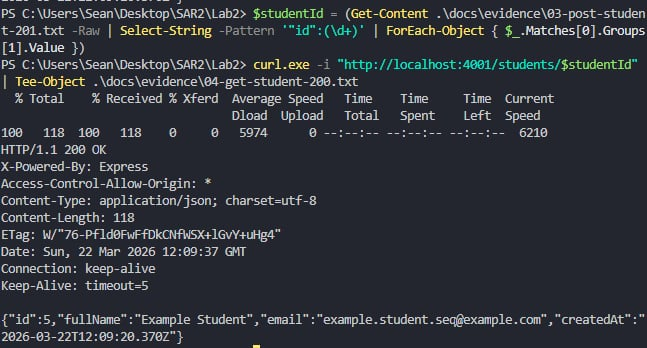 PS C:\Users\Sean\Desktop\SAR2\Lab2> $studentId = (Get-Content .\docs\evidence\03-post-studen
t-201.txt -Raw | Select-String -Pattern '"id":(\d+)' | ForEach-Object { $_.Matches[0].Groups
[1].Value })
PS C:\Users\Sean\Desktop\SAR2\Lab2> curl.exe -i "http://localhost:4001/students/$studentId"
| Tee-Object .\docs\evidence\04-get-student-200.txt
  % Total    % Received % Xferd  Average Speed   Time    Time     Time  Current
                                 Dload  Upload   Total   Spent    Left  Speed
100   118  100   118    0     0   5974      0 --:--:-- --:--:-- --:--:--  6210
HTTP/1.1 200 OK
X-Powered-By: Express
Access-Control-Allow-Origin: *
Content-Type: application/json; charset=utf-8
Content-Length: 118
ETag: W/"76-Pfld0FwFfDkCNfWSX+lGvY+uHg4"
Date: Sun, 22 Mar 2026 12:09:37 GMT
Connection: keep-alive
Keep-Alive: timeout=5

{"id":5,"fullName":"Example Student","email":"example.student.seq@example.com","createdAt":"
2026-03-22T12:09:20.370Z"}